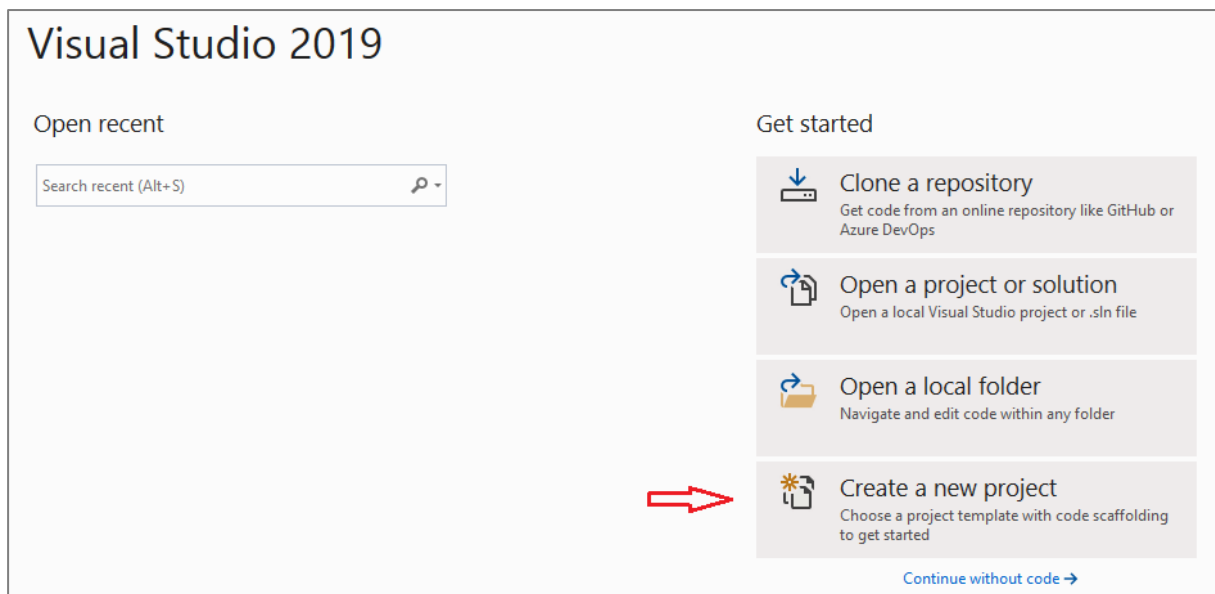 Visual Studio 2019
Open recent
Search recent (Alt+S)
Get started
Clone a repository
Get code from an online repository like GitHub or
Azure DevOps
Open a project or solution
Open a local Visual Studio project or .sln file
Open a local folder
Navigate and edit code within any folder
Create a new project
Choose a project template with code scaffolding
to get started
Continue without code →